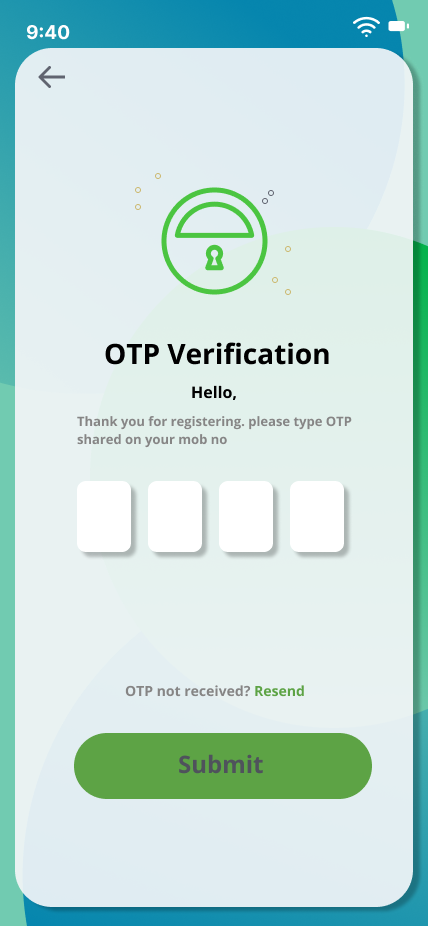 9:40
OTP Verification
Hello,
Thank you for registering. please type OTP
shared on your mob no
OTP not received? Resend
Submit